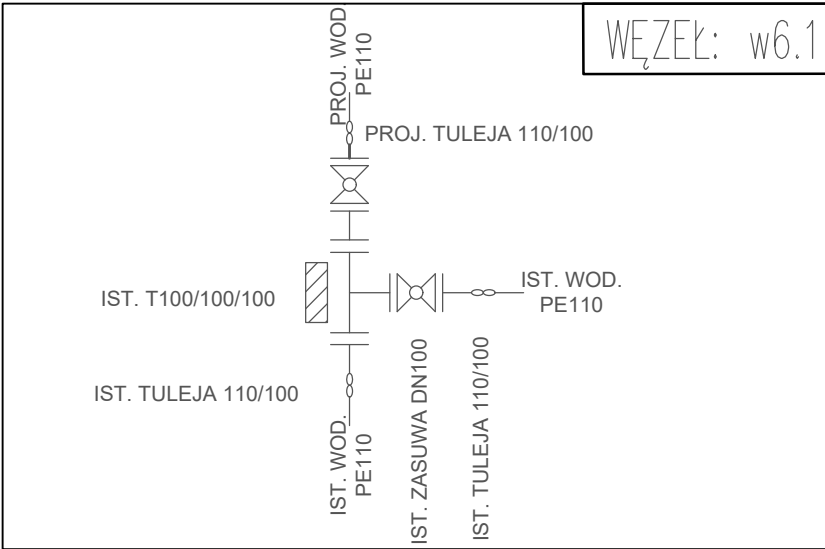 WĘZEŁ: w6.1
PROJ. WOD.
PE110
PROJ. TULEJA 110/100
IST. T100/100/100
IST. WOD.
PE110
IST. TULEJA 110/100
IST. WOD.
PE110
IST. ZASUWA DN100
IST. TULEJA 110/100